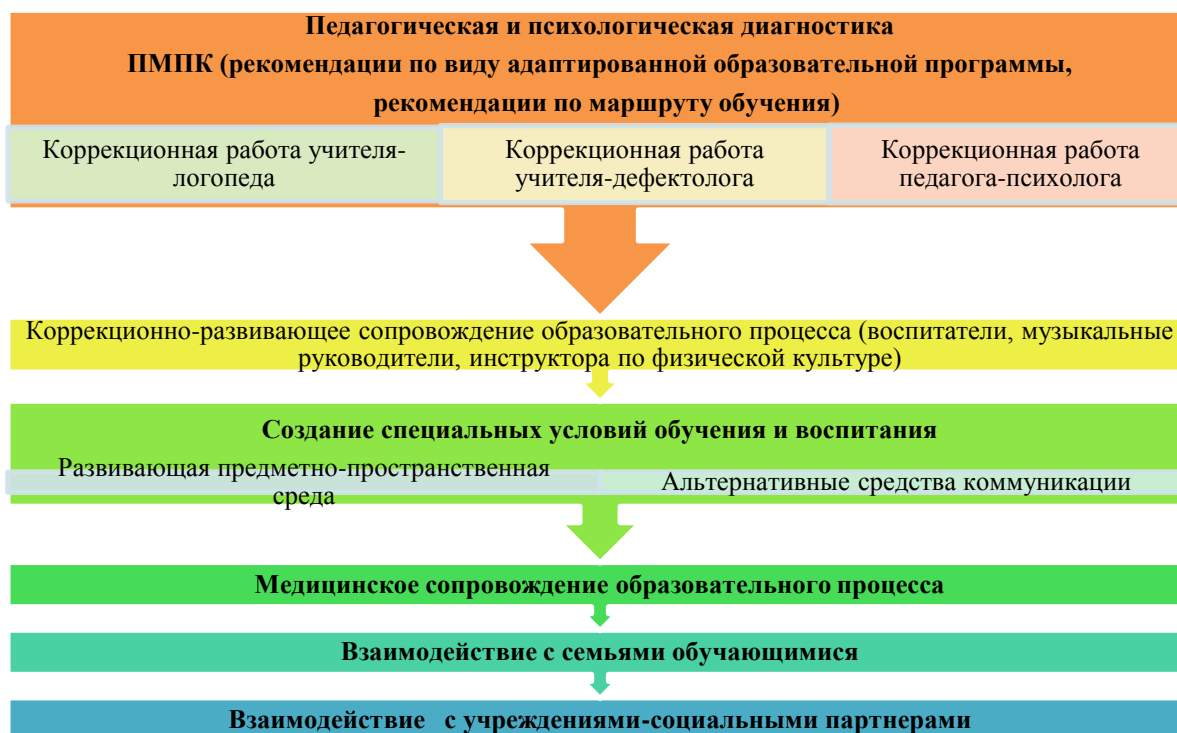 Педагогическая и психологическая диагностика
ПМПК (рекомендации по виду адаптированной образовательной программы,
рекомендации по маршруту обучения)
Коррекционная работа учителя-
логопеда
Коррекционная работа
учителя-дефектолога
Коррекционная работа
педагога-психолога
Коррекционно-развивающее сопровождение образовательного процесса (воспитатели, музыкальные
руководители, инструктора по физической культуре)
Создание специальных условий обучения и воспитания
Развивающая предметно-пространственная
среда
Альтернативные средства коммуникации
Медицинское сопровождение образовательного процесса
Взаимодействие с семьями обучающимися
Взаимодействие с учреждениями-социальными партнерами